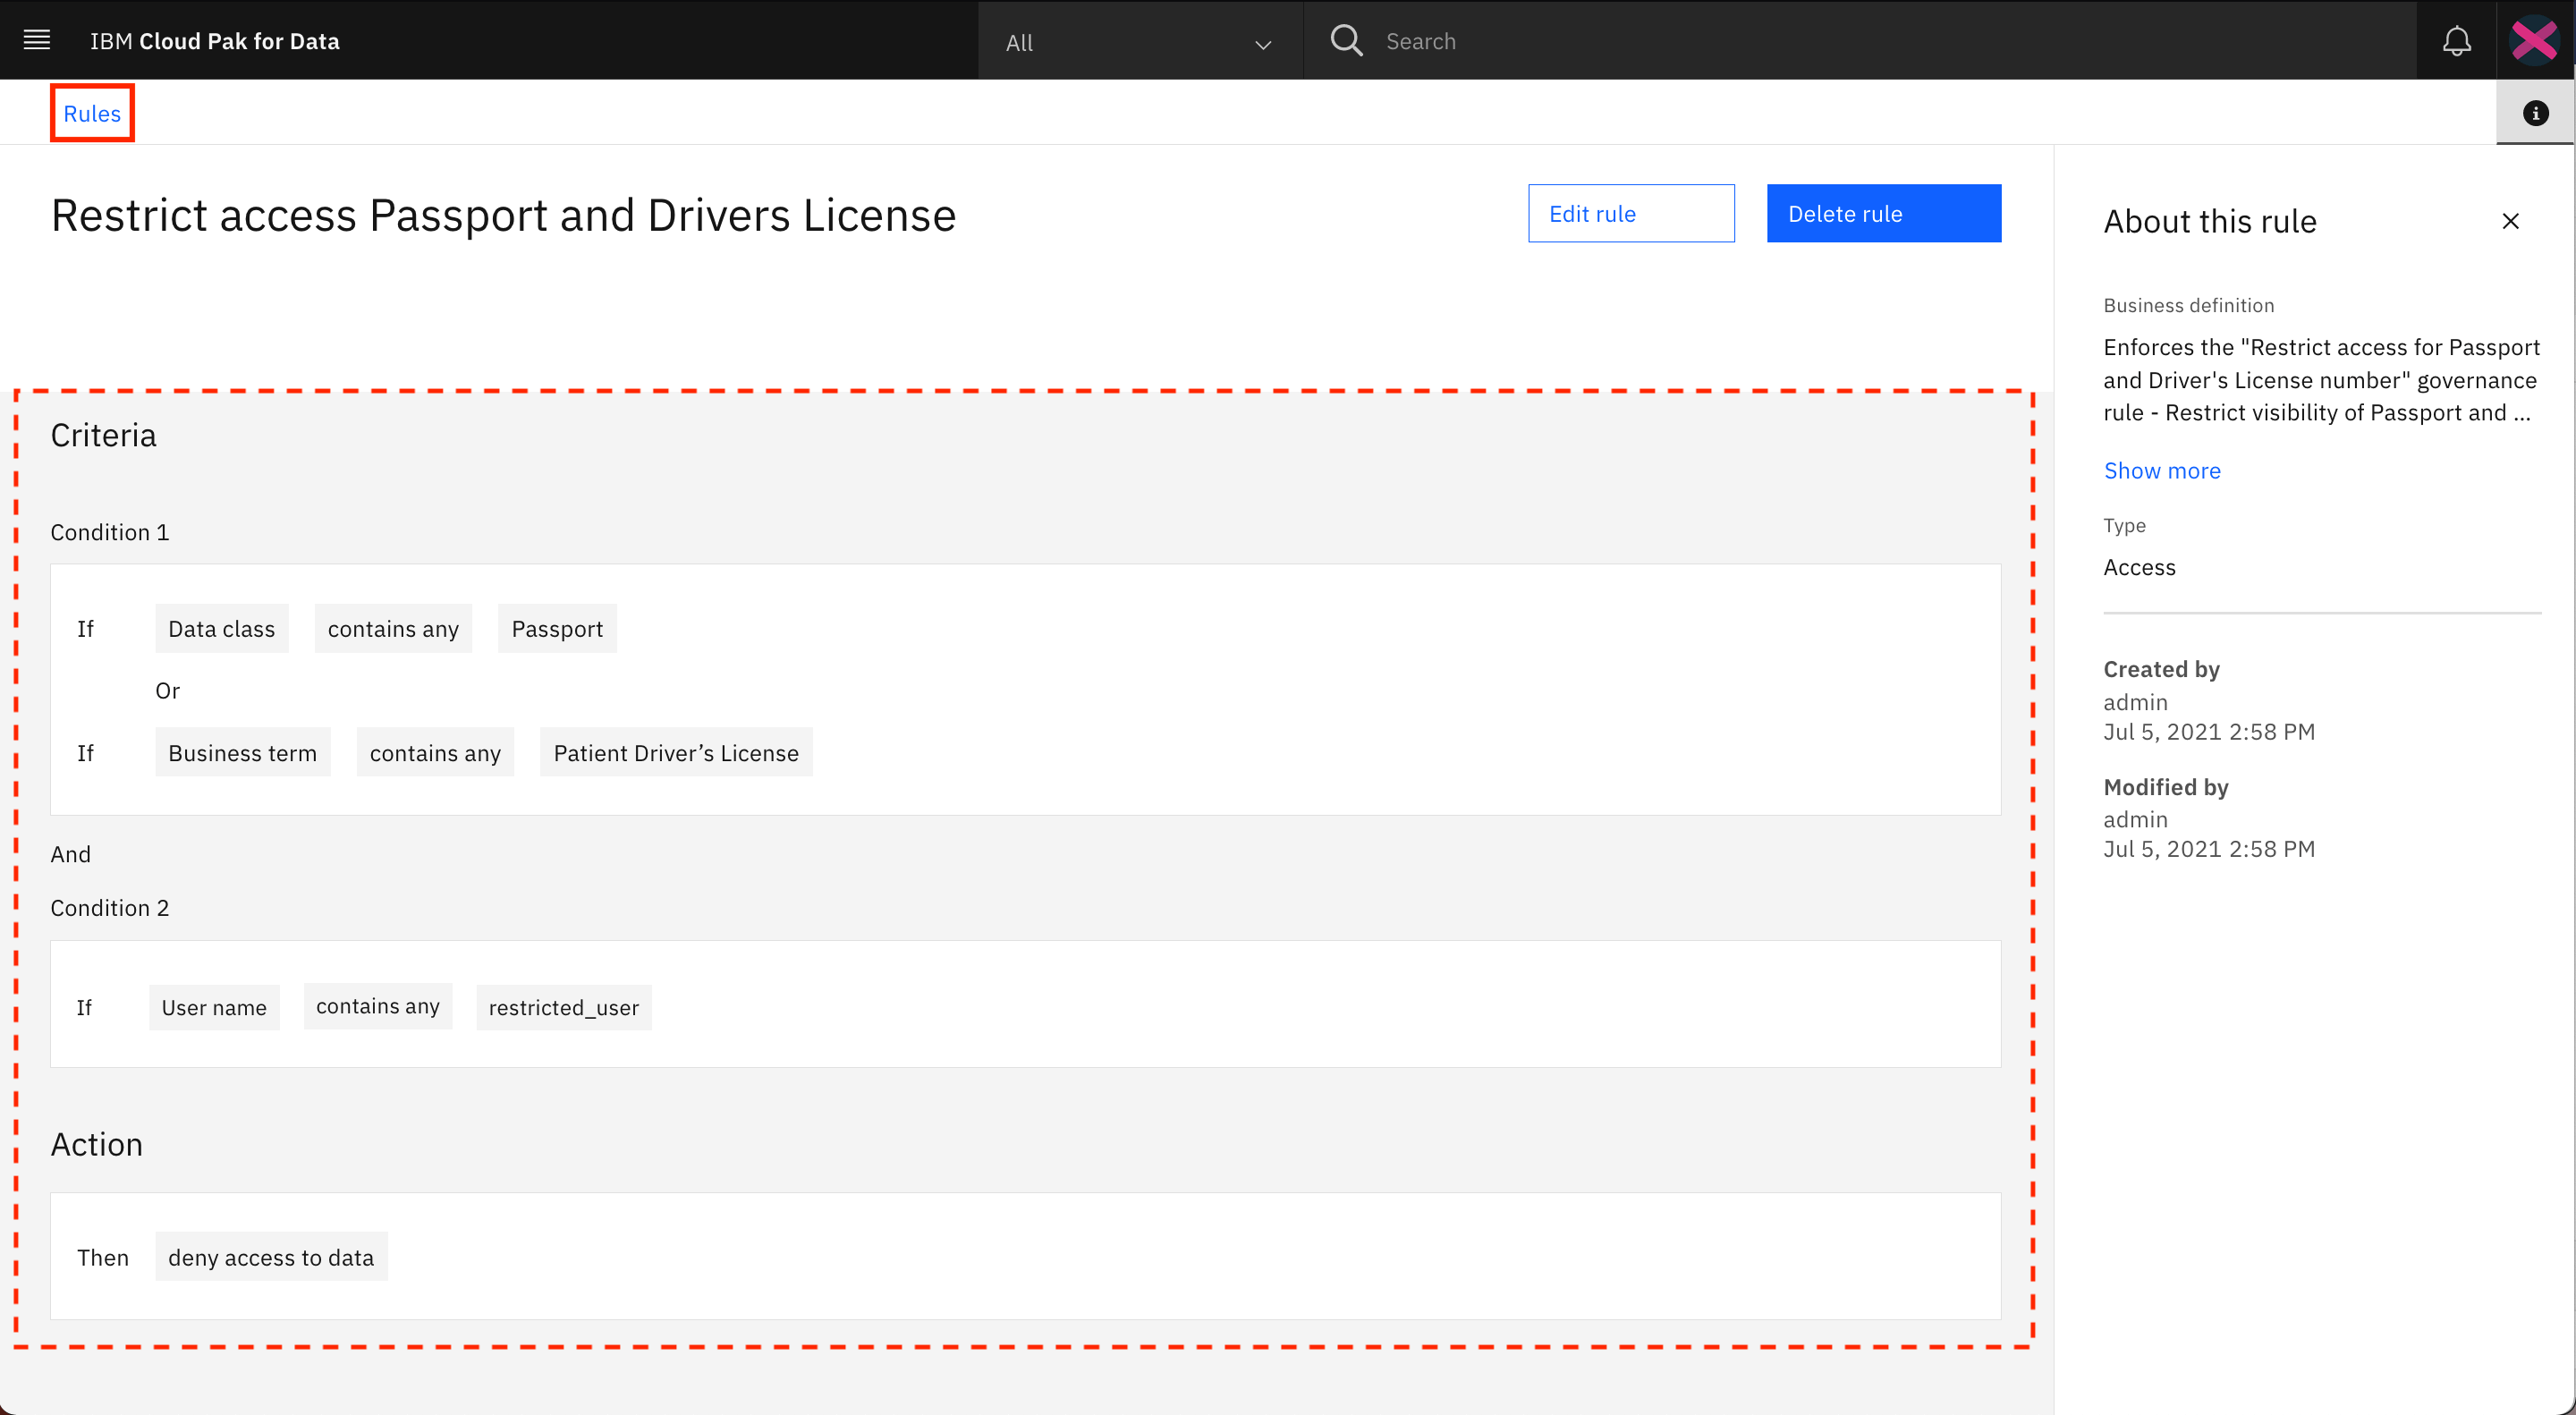 IBM Cloud Pak for Data
All
Search
Rules
Restrict access Passport and Drivers License
Edit rule
Delete rule
Criteria
Condition 1
If Data class contains any Passport
Or
If Business term contains any Patient Driver’s License
And
Condition 2
If User name contains any restricted_user
Action
Then deny access to data
About this rule
Business definition
Enforces the "Restrict access for Passport
and Driver's License number" governance
rule - Restrict visibility of Passport and ...
Show more
Type
Access
Created by
admin
Jul 5, 2021 2:58 PM
Modified by
admin
Jul 5, 2021 2:58 PM